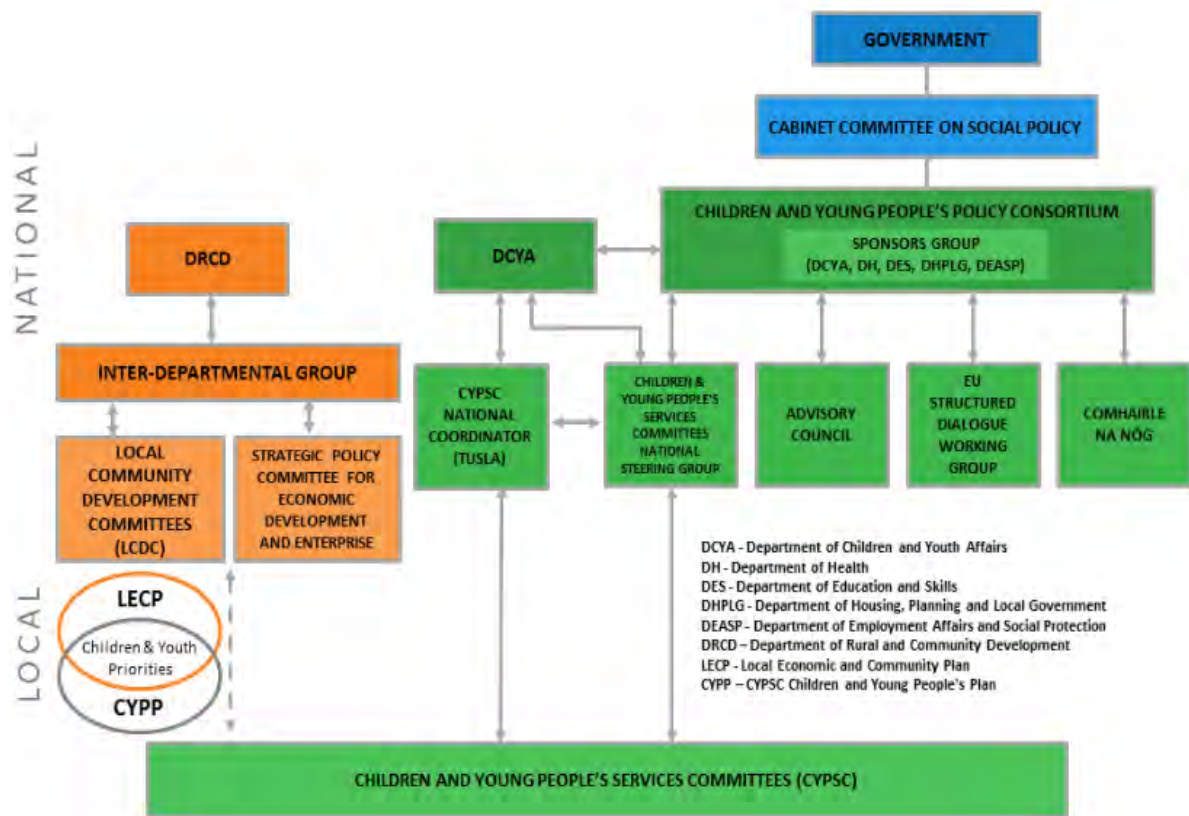 NATIONAL
LOCAL
GOVERNMENT
CABINET COMMITTEE ON SOCIAL POLICY
CHILDREN AND YOUNG PEOPLE'S POLICY CONSORTIUM
SPONSORS GROUP
(DCYA, DH, DES, DHPLG, DEASP)
DRCD
DCYA
INTER-DEPARTMENTAL GROUP
LOCAL
COMMUNITY
DEVELOPMENT
COMMITTEES
(LCDC)
STRATEGIC POLICY
COMMITTEE FOR
ECONOMIC
DEVELOPMENT
AND ENTERPRISE
CYPSC
NATIONAL
COORDINATOR
(TUSLA)
CHILDREN &
YOUNG PEOPLE'S
SERVICES
COMMITTEES
NATIONAL
STEERING GROUP
ADVISORY
COUNCIL
EU
STRUCTURED
DIALOGUE
WORKING
GROUP
COMHAIRLE
NA NÓG
LECP
Children & Youth
Priorities
CYPP
DCYA - Department of Children and Youth Affairs
DH - Department of Health
DES - Department of Education and Skills
DHPLG - Department of Housing, Planning and Local Government
DEASP - Department of Employment Affairs and Social Protection
DRCD – Department of Rural and Community Development
LECP - Local Economic and Community Plan
CYPP – CYPSC Children and Young People's Plan
CHILDREN AND YOUNG PEOPLE'S SERVICES COMMITTEES (CYPSC)